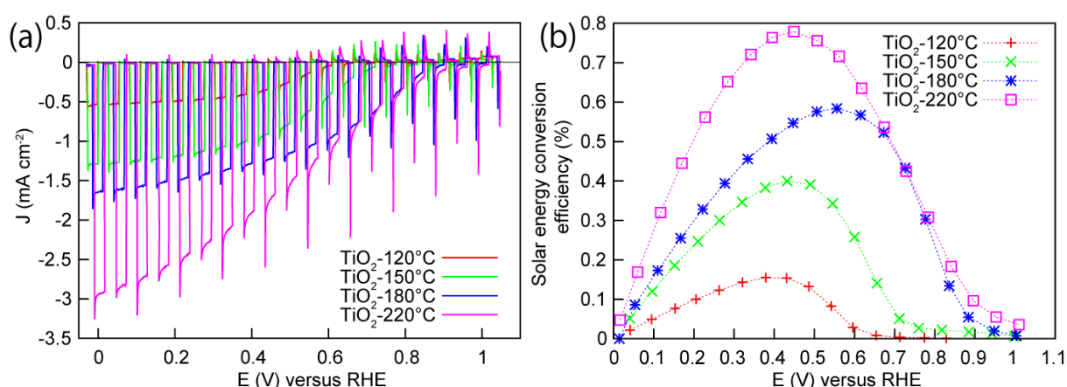 (a)
0.5
0
-0.5
-1
-1.5
-2
-2.5
-3
-3.5
J (mA cm⁻²)
TiO₂-120°C
TiO₂-150°C
TiO₂-180°C
TiO₂-220°C
0 0.2 0.4 0.6 0.8 1
E (V) versus RHE
(b)
0.8
0.7
0.6
0.5
0.4
0.3
0.2
0.1
0
Solar energy conversion
efficiency (%)
TiO₂-120°C
TiO₂-150°C
TiO₂-180°C
TiO₂-220°C
0 0.1 0.2 0.3 0.4 0.5 0.6 0.7 0.8 0.9 1 1.1
E (V) versus RHE